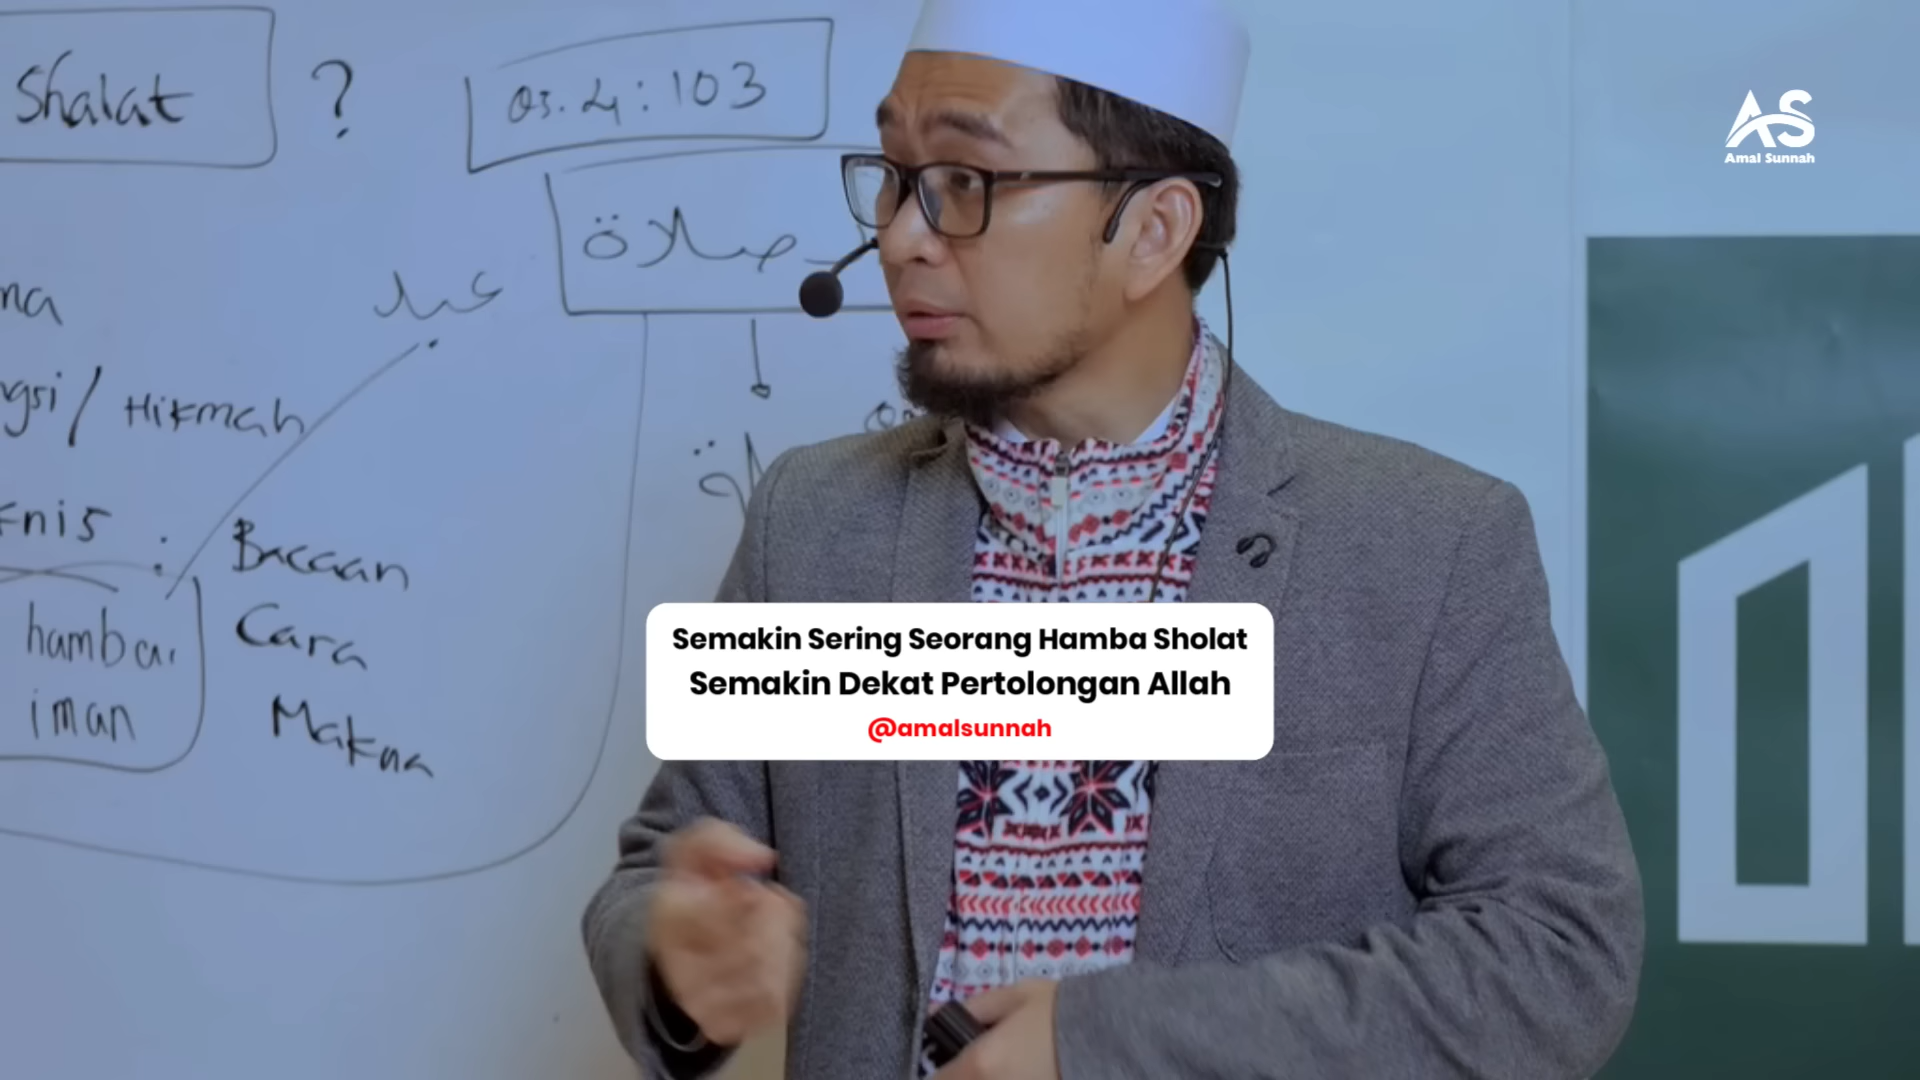 Shalat ?
Qs. 4: 103
AS
Amal Sunnah
صلاة
عبد
Hikmah
Bacaan
hamba
Cara
iman
Makna
Semakin Sering Seorang Hamba Sholat
Semakin Dekat Pertolongan Allah
@amalsunnah